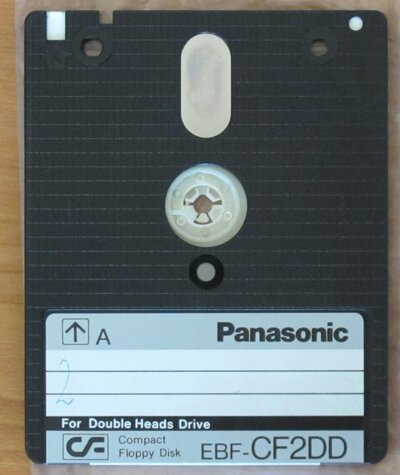 ↑ A Panasonic
2
For Double Heads Drive
CF Compact Floppy Disk EBF-CF2DD